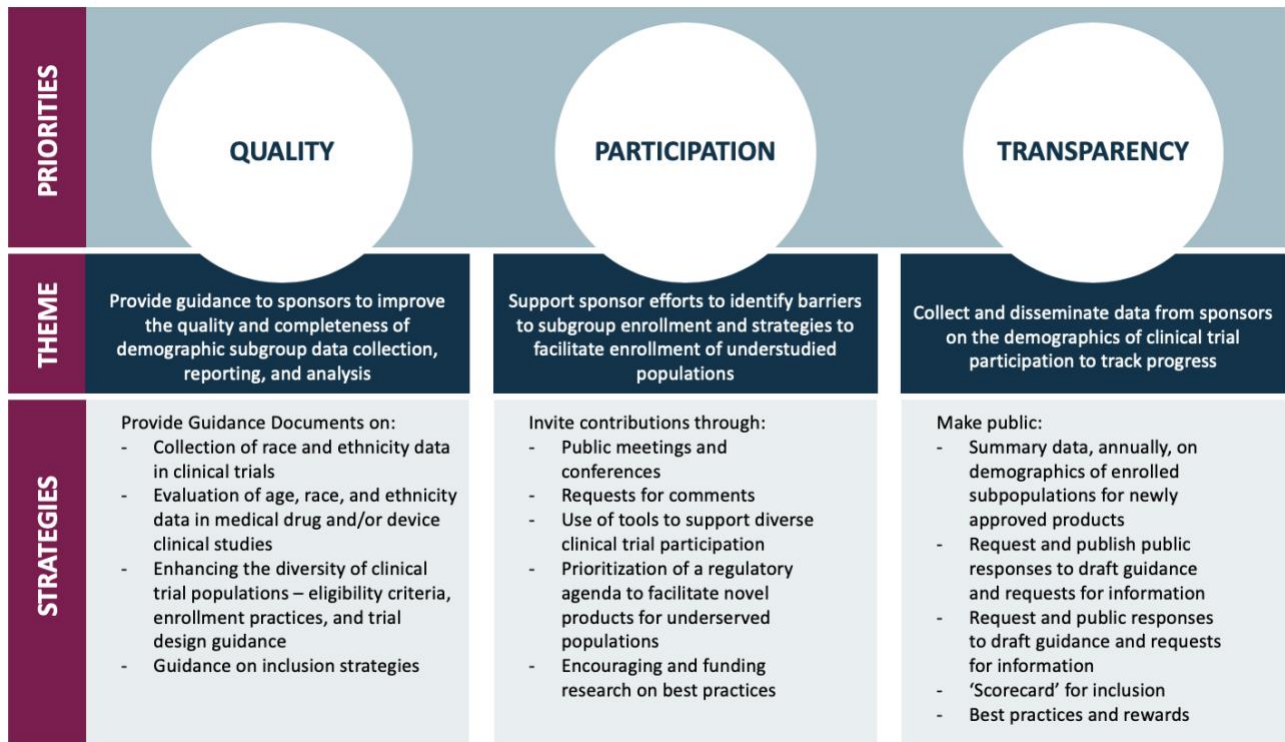 PRIORITIES
QUALITY
PARTICIPATION
TRANSPARENCY
THEME
Provide guidance to sponsors to improve
the quality and completeness of
demographic subgroup data collection,
reporting, and analysis
Support sponsor efforts to identify barriers
to subgroup enrollment and strategies to
facilitate enrollment of understudied
populations
Collect and disseminate data from sponsors
on the demographics of clinical trial
participation to track progress
STRATEGIES
Provide Guidance Documents on:
- Collection of race and ethnicity data
in clinical trials
- Evaluation of age, race, and ethnicity
data in medical drug and/or device
clinical studies
- Enhancing the diversity of clinical
trial populations – eligibility criteria,
enrollment practices, and trial
design guidance
- Guidance on inclusion strategies
Invite contributions through:
- Public meetings and
conferences
- Requests for comments
- Use of tools to support diverse
clinical trial participation
- Prioritization of a regulatory
agenda to facilitate novel
products for underserved
populations
- Encouraging and funding
research on best practices
Make public:
- Summary data, annually, on
demographics of enrolled
subpopulations for newly
approved products
- Request and publish public
responses to draft guidance
and requests for information
- Request and public responses
to draft guidance and requests
for information
- ‘Scorecard’ for inclusion
- Best practices and rewards